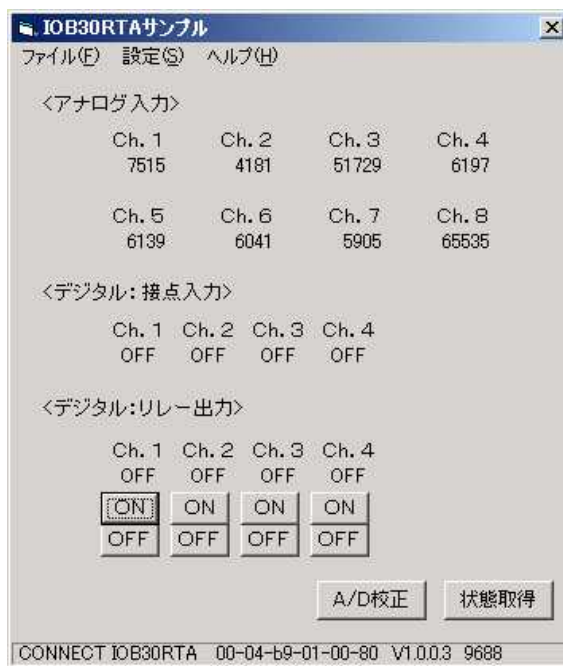 IOB30RTAサンプル
ファイル(F) 設定(S) ヘルプ(H)
<アナログ入力>
Ch. 1 Ch. 2 Ch. 3 Ch. 4
7515 4181 51729 6197
Ch. 5 Ch. 6 Ch. 7 Ch. 8
6139 6041 5905 65535
<デジタル:接点入力>
Ch. 1 Ch. 2 Ch. 3 Ch. 4
OFF OFF OFF OFF
<デジタル:リレー出力>
Ch. 1 Ch. 2 Ch. 3 Ch. 4
OFF OFF OFF OFF
ON ON ON ON
OFF OFF OFF OFF
A/D校正 状態取得
CONNECT IOB30RTA 00-04-b9-01-00-80 V1.0.0.3 9688